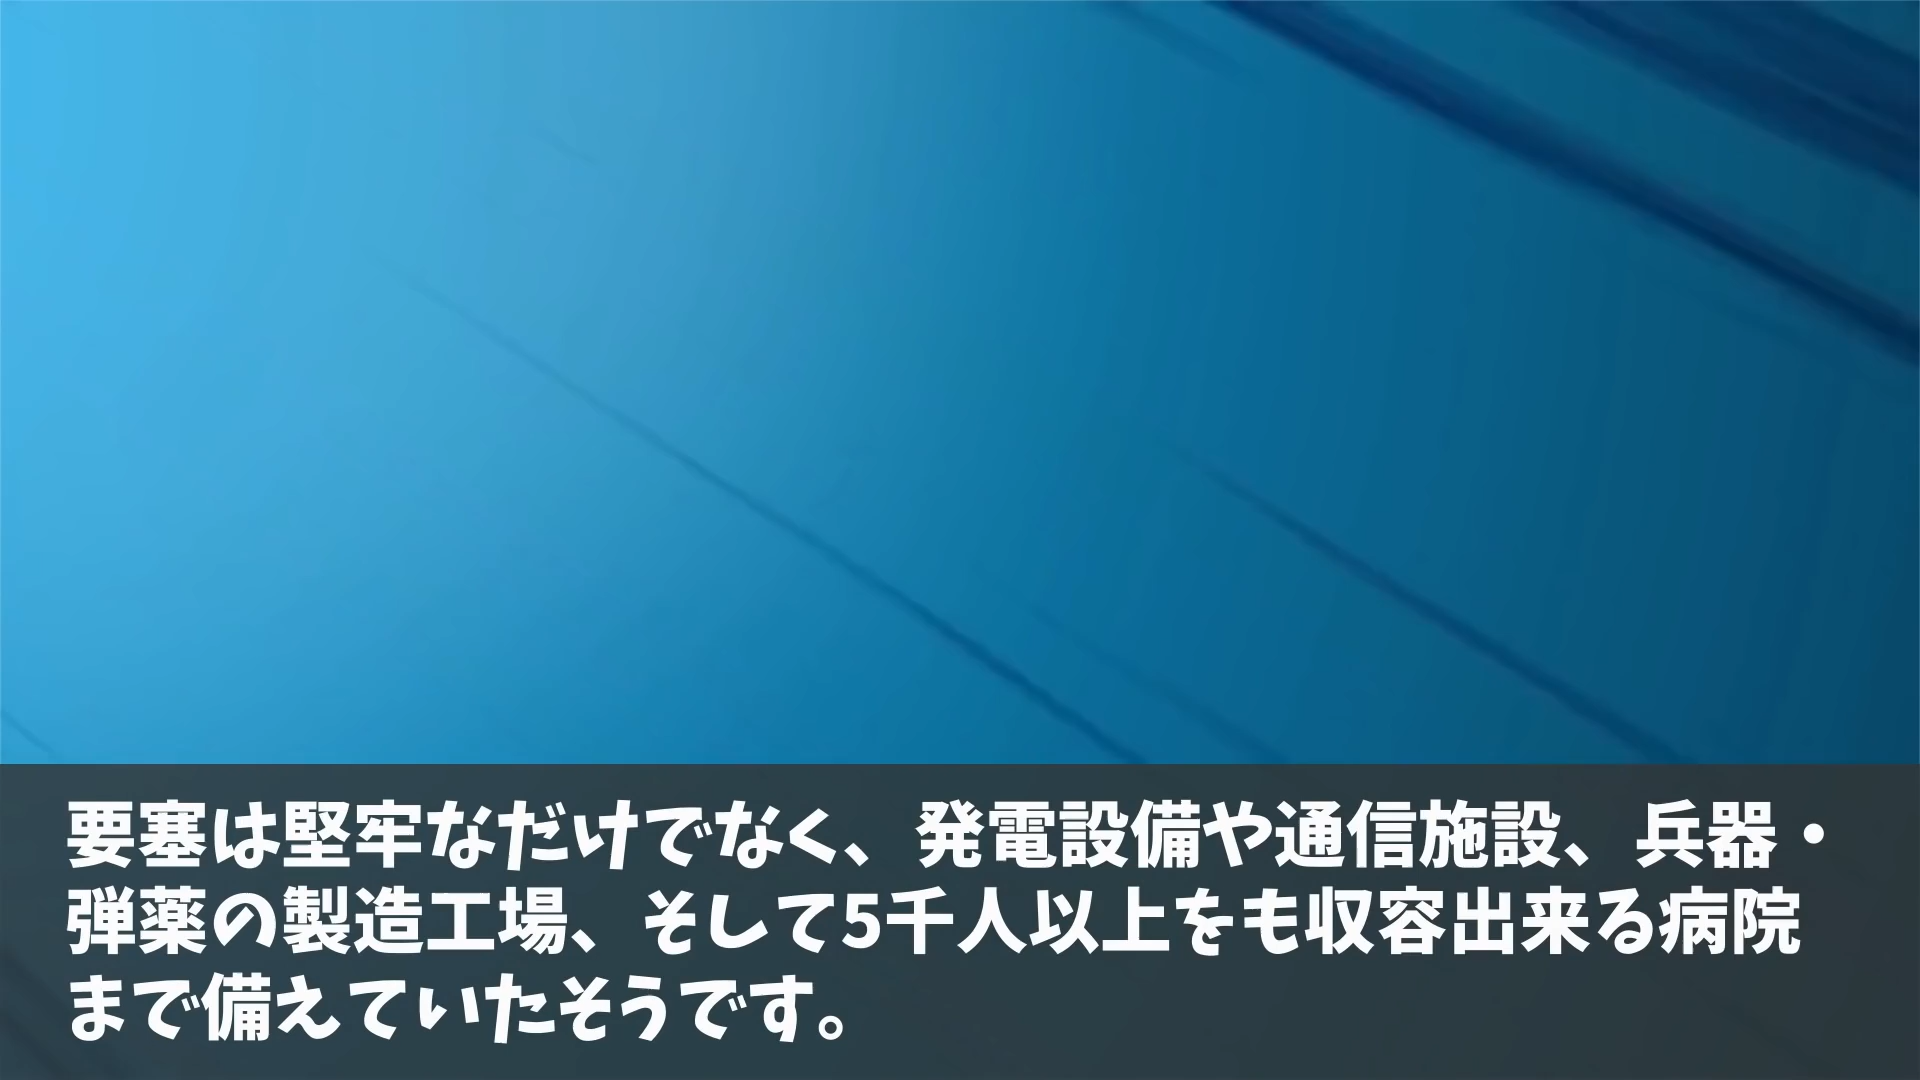 要塞は堅牢なだけでなく、発電設備や通信施設、兵器・
弾薬の製造工場、そして5千人以上をも収容出来る病院
まで備えていたそうです。